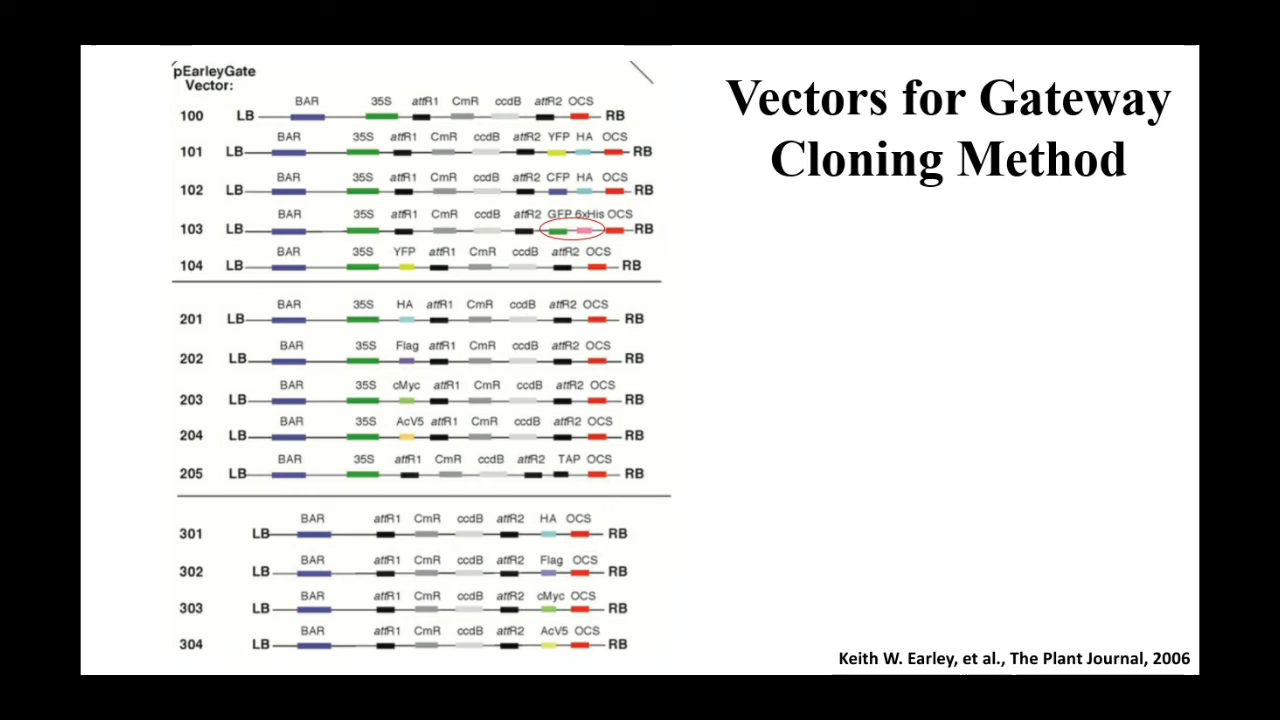 pEarleyGate
Vector:
Vectors for Gateway
Cloning Method
BAR 35S attR1 CmR ccdB attR2 OCS
100 LB RB
BAR 35S attR1 CmR ccdB attR2 YFP HA OCS
101 LB RB
BAR 35S attR1 CmR ccdB attR2 CFP HA OCS
102 LB RB
BAR 35S attR1 CmR ccdB attR2 GFP 6xHis OCS
103 LB RB
BAR 35S YFP attR1 CmR ccdB attR2 OCS
104 LB RB
BAR 35S HA attR1 CmR ccdB attR2 OCS
201 LB RB
BAR 35S Flag attR1 CmR ccdB attR2 OCS
202 LB RB
BAR 35S cMyc attR1 CmR ccdB attR2 OCS
203 LB RB
BAR 35S AcV5 attR1 CmR ccdB attR2 OCS
204 LB RB
BAR 35S attR1 CmR ccdB attR2 TAP OCS
205 LB RB
BAR attR1 CmR ccdB attR2 HA OCS
301 LB RB
BAR attR1 CmR ccdB attR2 Flag OCS
302 LB RB
BAR attR1 CmR ccdB attR2 cMyc OCS
303 LB RB
BAR attR1 CmR ccdB attR2 AcV5 OCS
304 LB RB
Keith W. Earley, et al., The Plant Journal, 2006